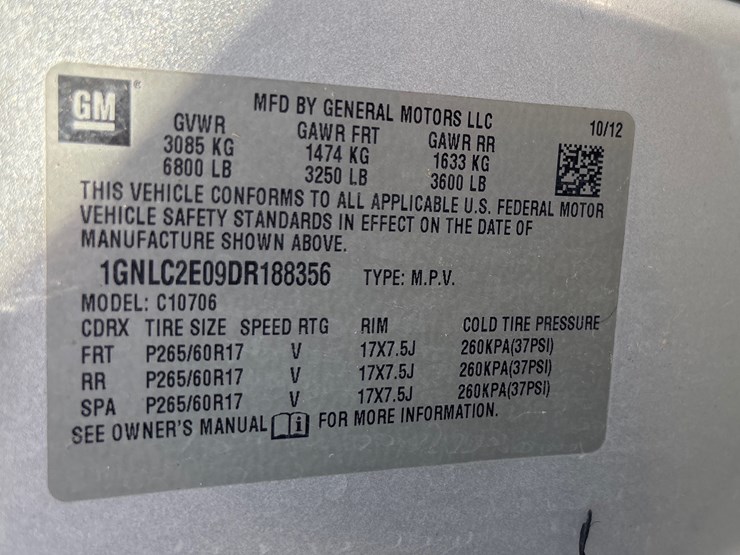 GM ®
MFD BY GENERAL MOTORS LLC 10/12
GVWR GAWR FRT GAWR RR
3085 KG 1474 KG 1633 KG
6800 LB 3250 LB 3600 LB
THIS VEHICLE CONFORMS TO ALL APPLICABLE U.S. FEDERAL MOTOR
VEHICLE SAFETY STANDARDS IN EFFECT ON THE DATE OF
MANUFACTURE SHOWN ABOVE.
1GNLC2E09DR188356 TYPE: M.P.V.
MODEL: C10706
CDRX TIRE SIZE SPEED RTG RIM COLD TIRE PRESSURE
FRT P265/60R17 V 17X7.5J 260KPA(37PSI)
RR P265/60R17 V 17X7.5J 260KPA(37PSI)
SPA P265/60R17 V 17X7.5J 260KPA(37PSI)
SEE OWNER'S MANUAL i FOR MORE INFORMATION.